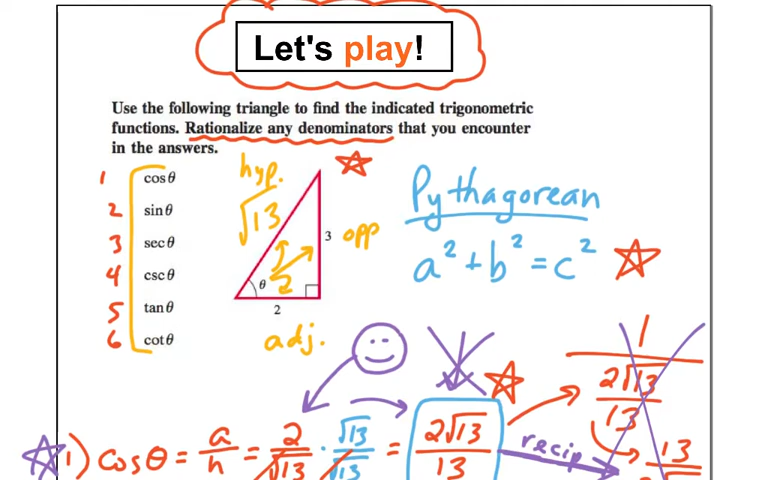 Let's play!
Use the following triangle to find the indicated trigonometric
functions. Rationalize any denominators that you encounter
in the answers.
1 cosθ
2 sinθ
3 secθ
4 cscθ
5 tanθ
6 cotθ
hyp.
√13
3 opp
θ
2
adj.
Pythagorean
a² + b² = c²
1) Cosθ = a/h = 2/√13 · √13/√13 = 2√13/13
recip
1/(2√13/13)
13